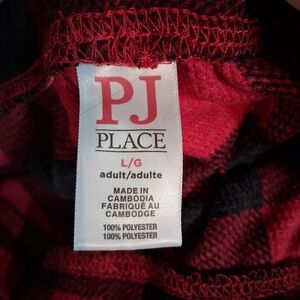 PJ
PLACE
L/G
adult/adulte
MADE IN
CAMBODIA
FABRIQUÉ AU
CAMBODGE
100% POLYESTER
100% POLYESTER